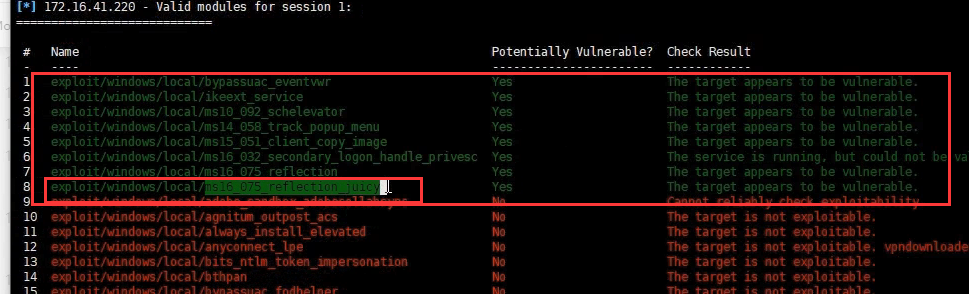 [*] 172.16.41.220 - Valid modules for session 1:
============================
# Name Potentially Vulnerable? Check Result
- ---- ----------------------- ------------
1 exploit/windows/local/bypassuac_eventvwr Yes The target appears to be vulnerable.
2 exploit/windows/local/ikeext_service Yes The target appears to be vulnerable.
3 exploit/windows/local/ms10_092_schelevator Yes The target appears to be vulnerable.
4 exploit/windows/local/ms14_058_track_popup_menu Yes The target appears to be vulnerable.
5 exploit/windows/local/ms15_051_client_copy_image Yes The target appears to be vulnerable.
6 exploit/windows/local/ms16_032_secondary_logon_handle_privesc Yes The service is running, but could not be va
7 exploit/windows/local/ms16_075_reflection Yes The target appears to be vulnerable.
8 exploit/windows/local/ms16_075_reflection_juicy Yes The target appears to be vulnerable.
9 exploit/windows/local/adobe_sandbox_adobecollabsync No Cannot reliably check exploitability.
10 exploit/windows/local/agnitum_outpost_acs No The target is not exploitable.
11 exploit/windows/local/always_install_elevated No The target is not exploitable.
12 exploit/windows/local/anyconnect_lpe No The target is not exploitable. vpndownloade
13 exploit/windows/local/bits_ntlm_token_impersonation No The target is not exploitable.
14 exploit/windows/local/bthpan No The target is not exploitable.
15 exploit/windows/local/bypassuac_fodhelper No The target is not exploitable.